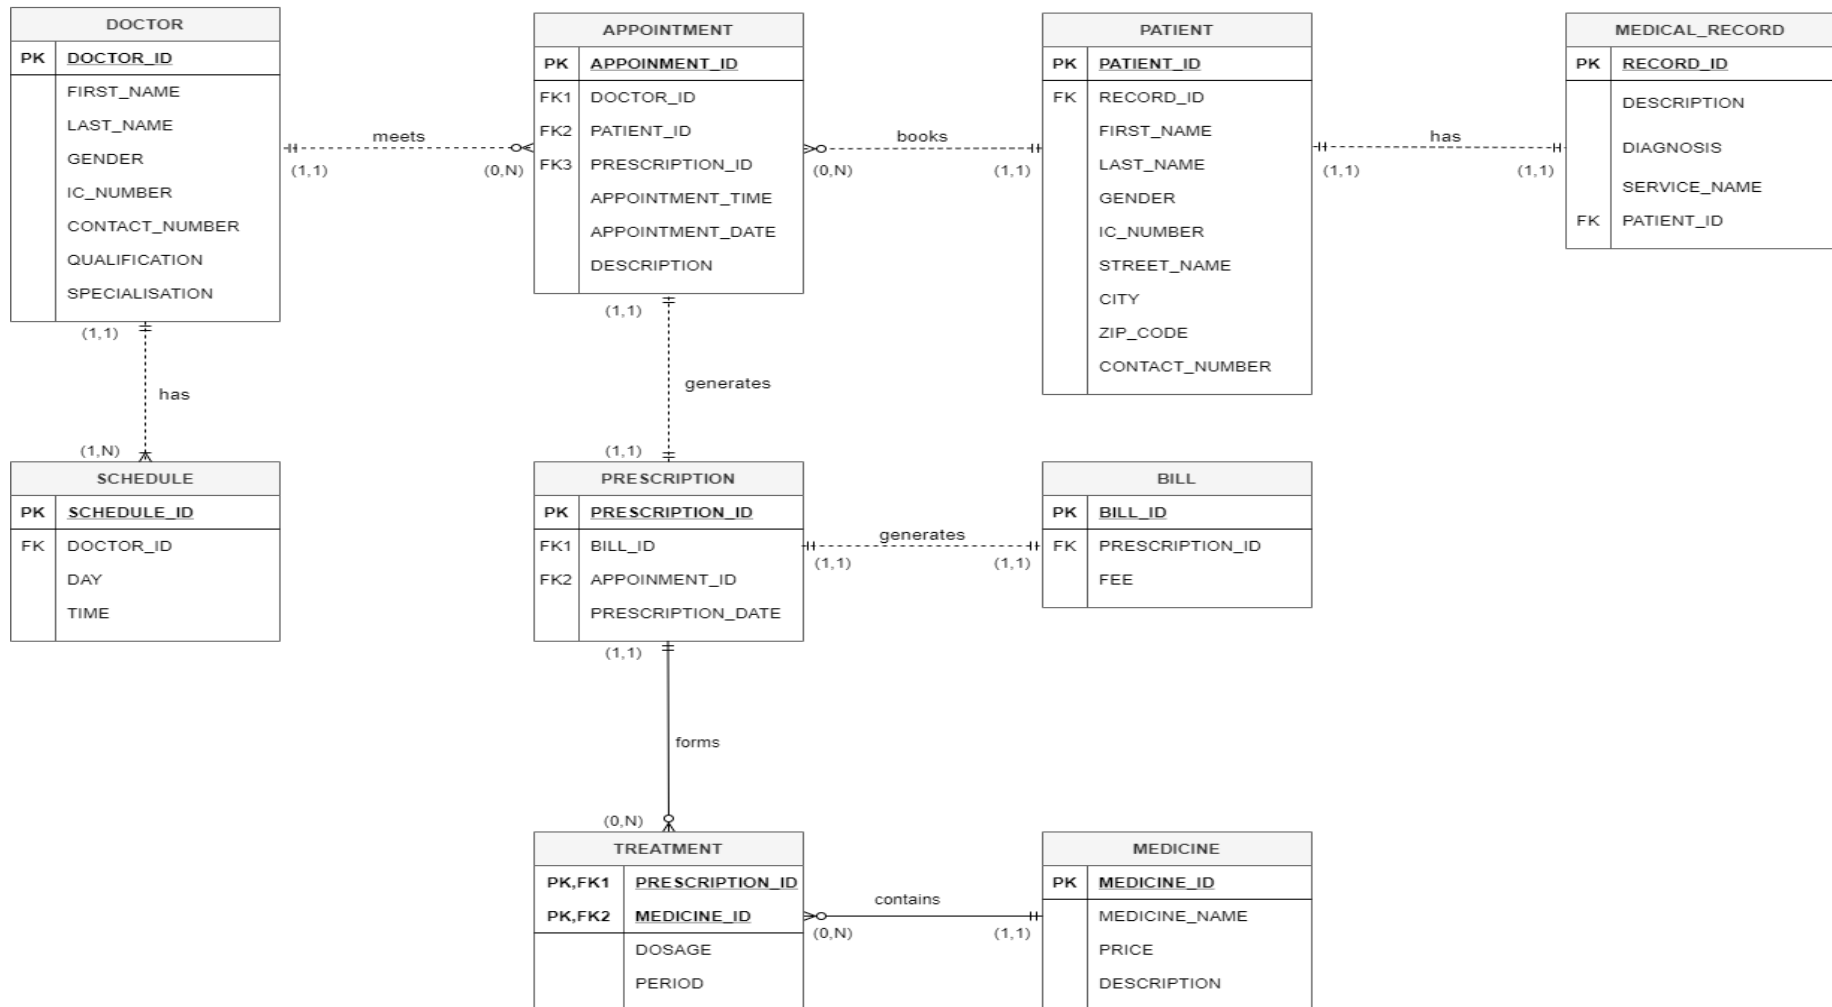 DOCTOR
PK DOCTOR_ID
FIRST_NAME
LAST_NAME
GENDER
IC_NUMBER
CONTACT_NUMBER
QUALIFICATION
SPECIALISATION
meets
(1,1)
(0,N)
APPOINTMENT
PK APPOINMENT_ID
FK1 DOCTOR_ID
FK2 PATIENT_ID
FK3 PRESCRIPTION_ID
APPOINTMENT_TIME
APPOINTMENT_DATE
DESCRIPTION
books
(0,N)
(1,1)
PATIENT
PK PATIENT_ID
FK RECORD_ID
FIRST_NAME
LAST_NAME
GENDER
IC_NUMBER
STREET_NAME
CITY
ZIP_CODE
CONTACT_NUMBER
has
(1,1)
(1,1)
MEDICAL_RECORD
PK RECORD_ID
DESCRIPTION
DIAGNOSIS
SERVICE_NAME
FK PATIENT_ID
(1,1)
has
(1,N)
(1,1)
generates
(1,1)
SCHEDULE
PK SCHEDULE_ID
FK DOCTOR_ID
DAY
TIME
PRESCRIPTION
PK PRESCRIPTION_ID
FK1 BILL_ID
FK2 APPOINMENT_ID
PRESCRIPTION_DATE
generates
(1,1)
(1,1)
BILL
PK BILL_ID
FK PRESCRIPTION_ID
FEE
(1,1)
forms
(0,N)
TREATMENT
PK,FK1 PRESCRIPTION_ID
PK,FK2 MEDICINE_ID
DOSAGE
PERIOD
contains
(0,N)
(1,1)
MEDICINE
PK MEDICINE_ID
MEDICINE_NAME
PRICE
DESCRIPTION